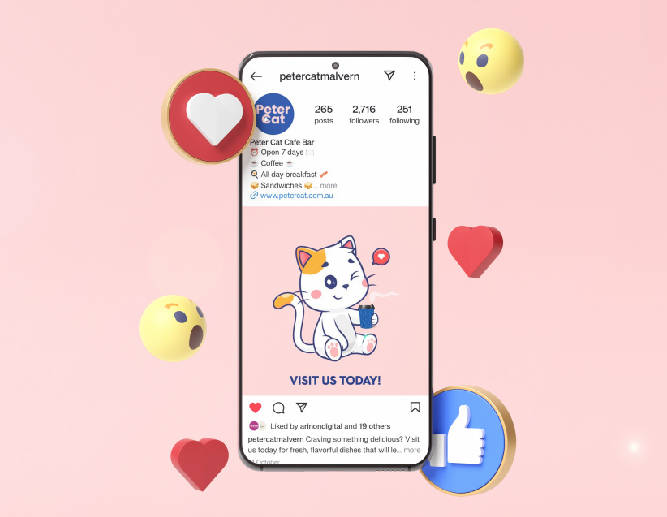 petercatmalvern
Peter Cat
265 2,716 251
posts followers following
Peter Cat Cafe Bar
Open 7 days
Coffee
All day breakfast
Sandwiches ... more
www.petercat.com.au
VISIT US TODAY!
Liked by arinondigital and 19 others
petercatmalvern Craving something delicious? Visit
us today for fresh, flavorful dishes that will le... more
October